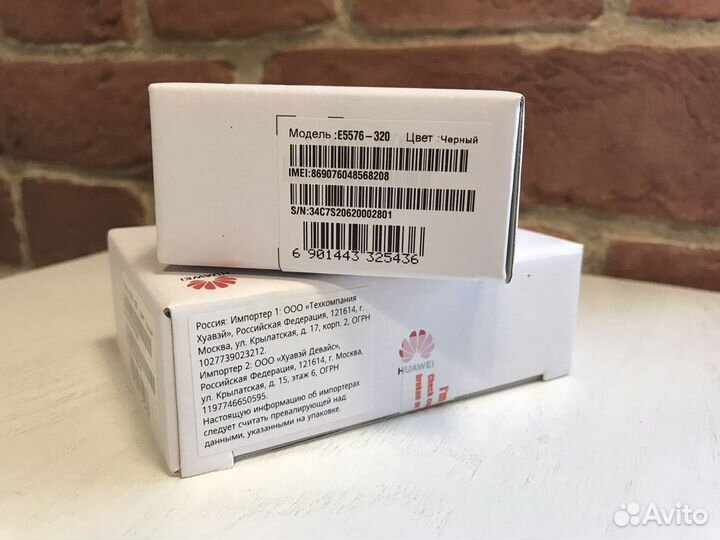 Модель :E5576-320 Цвет :Черный
IMEI:869076048568208
S/N:34C7S20620002801
6 901443 325436
HUAWEI
Россия: Импортер 1: ООО «Техкомпания
Хуавэй», Российская Федерация, 121614, г.
Москва, ул. Крылатская, д. 17, корп. 2, ОГРН
1027739023212.
Импортер 2: ООО «Хуавэй Девайс»,
Российская Федерация, 121614, г. Москва,
ул. Крылатская, д. 15, этаж 6, ОГРН
1197746650595.
Настоящую информацию об импортерах
следует считать превалирующей над
данными, указанными на упаковке.
HUAWEI
Avito